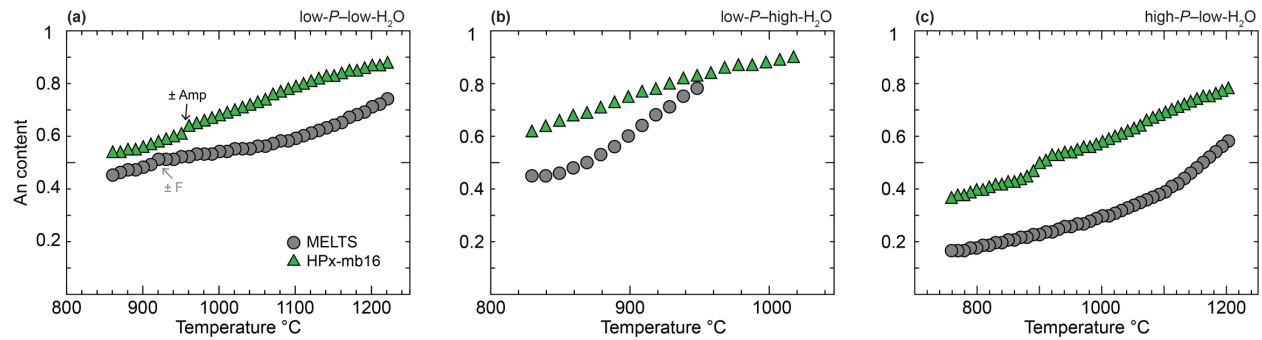 (a) low-P–low-H₂O
1
0.8
0.6
0.4
0.2
An content
± Amp
± F
MELTS
HPx-mb16
800 900 1000 1100 1200
Temperature °C
(b) low-P–high-H₂O
1
0.8
0.6
0.4
0.2
800 900 1000
Temperature °C
(c) high-P–low-H₂O
1
0.8
0.6
0.4
0.2
800 1000 1200
Temperature °C